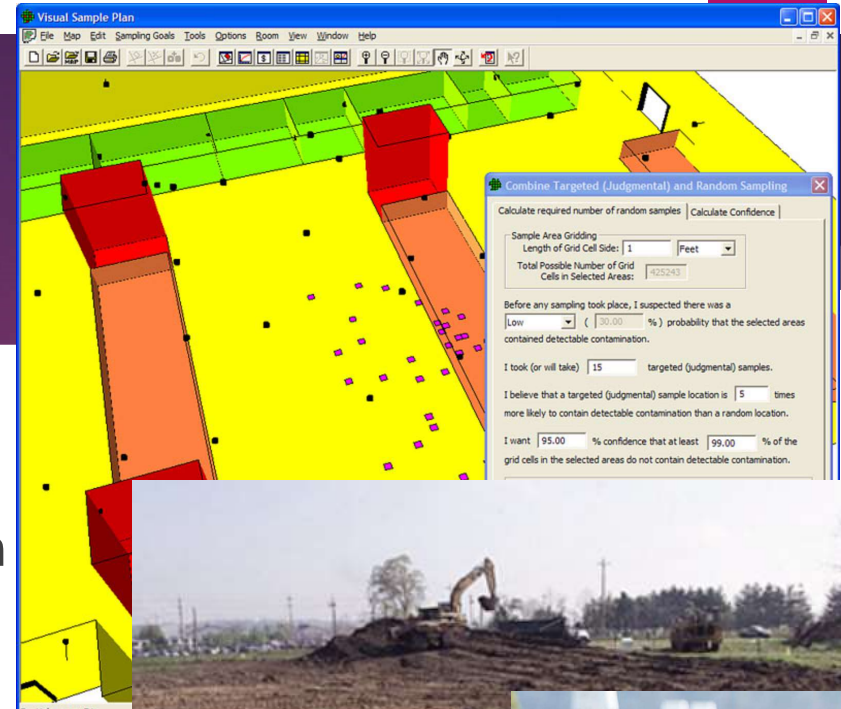 Visual Sample Plan
File Map Edit Sampling Goals Tools Options Room View Window Help
Combine Targeted (Judgmental) and Random Sampling
Calculate required number of random samples Calculate Confidence
Sample Area Gridding
Length of Grid Cell Side: 1 Feet
Total Possible Number of Grid
Cells in Selected Areas: 425243
Before any sampling took place, I suspected there was a
Low ( 30.00 % ) probability that the selected areas
contained detectable contamination.
I took (or will take) 15 targeted (judgmental) samples.
I believe that a targeted (judgmental) sample location is 5 times
more likely to contain detectable contamination than a random location.
I want 95.00 % confidence that at least 99.00 % of the
grid cells in the selected areas do not contain detectable contamination.